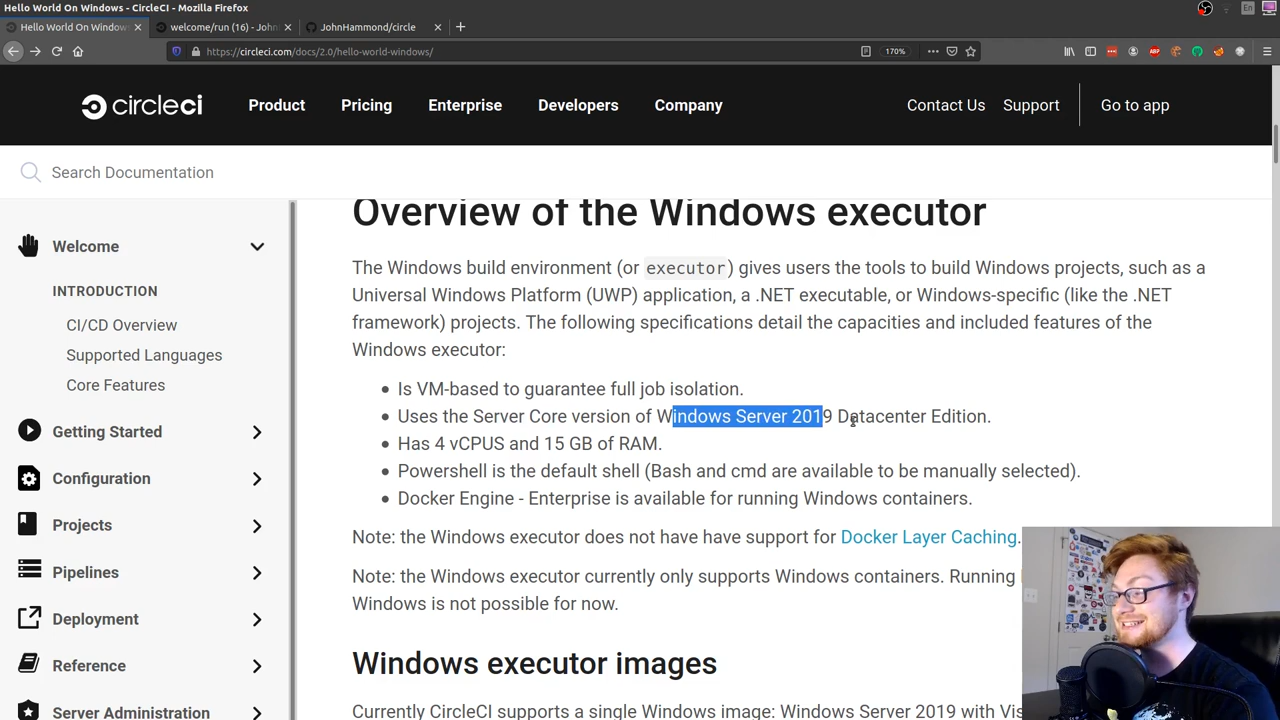 Hello World On Windows - CircleCI - Mozilla Firefox
En
Hello World On Windows
welcome/run (16) - John
JohnHammond/circle
https://circleci.com/docs/2.0/hello-world-windows/
170%
ABP
circleci
Product
Pricing
Enterprise
Developers
Company
Contact Us
Support
Go to app
Search Documentation
Welcome
INTRODUCTION
CI/CD Overview
Supported Languages
Core Features
Getting Started
Configuration
Projects
Pipelines
Deployment
Reference
Server Administration
Overview of the Windows executor
The Windows build environment (or executor) gives users the tools to build Windows projects, such as a
Universal Windows Platform (UWP) application, a .NET executable, or Windows-specific (like the .NET
framework) projects. The following specifications detail the capacities and included features of the
Windows executor:
Is VM-based to guarantee full job isolation.
Uses the Server Core version of Windows Server 2019 Datacenter Edition.
Has 4 vCPUS and 15 GB of RAM.
Powershell is the default shell (Bash and cmd are available to be manually selected).
Docker Engine - Enterprise is available for running Windows containers.
Note: the Windows executor does not have have support for Docker Layer Caching.
Note: the Windows executor currently only supports Windows containers. Running
Windows is not possible for now.
Windows executor images
Currently CircleCI supports a single Windows image: Windows Server 2019 with Vis